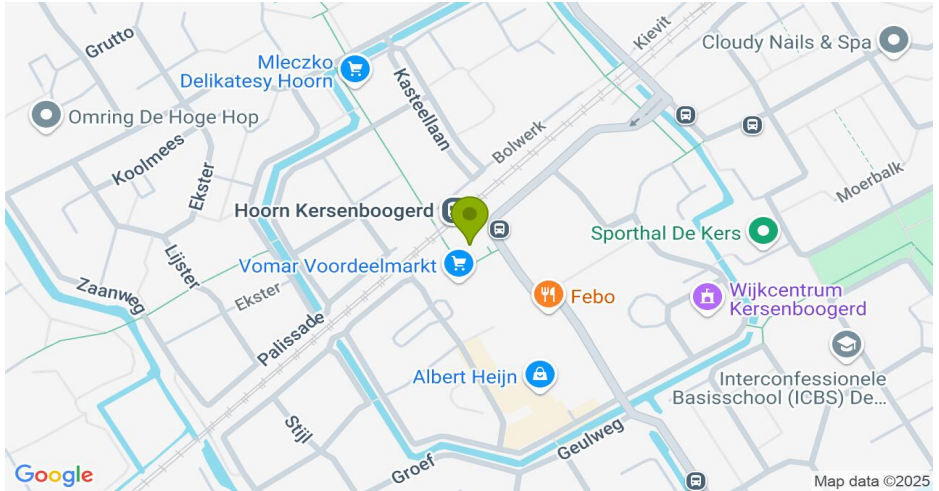 Grutto
Kievit
Cloudy Nails & Spa
Mleczko
Delikatesy Hoorn
Kasteellaan
Omring De Hoge Hop
Bolwerk
Koolmees
Ekster
Moerbalk
Hoorn Kersenboogerd
Sporthal De Kers
Lijster
Vomar Voordeelmarkt
Zaanweg
Ekster
Febo
Wijkcentrum
Kersenboogerd
Palissade
Albert Heijn
Interconfessionele
Basisschool (ICBS) De...
Stijl
Geulweg
Groef
Google
Map data ©2025